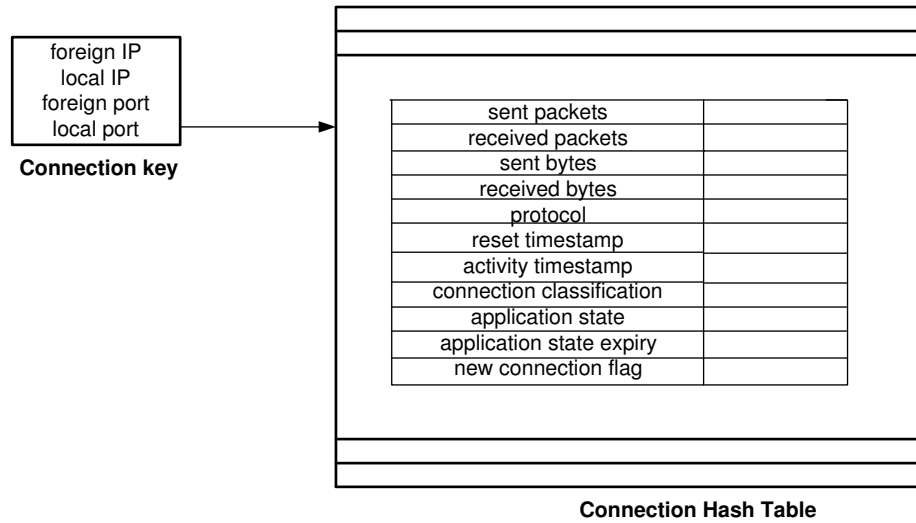 foreign IP
local IP
foreign port
local port
Connection key
sent packets
received packets
sent bytes
received bytes
protocol
reset timestamp
activity timestamp
connection classification
application state
application state expiry
new connection flag
Connection Hash Table